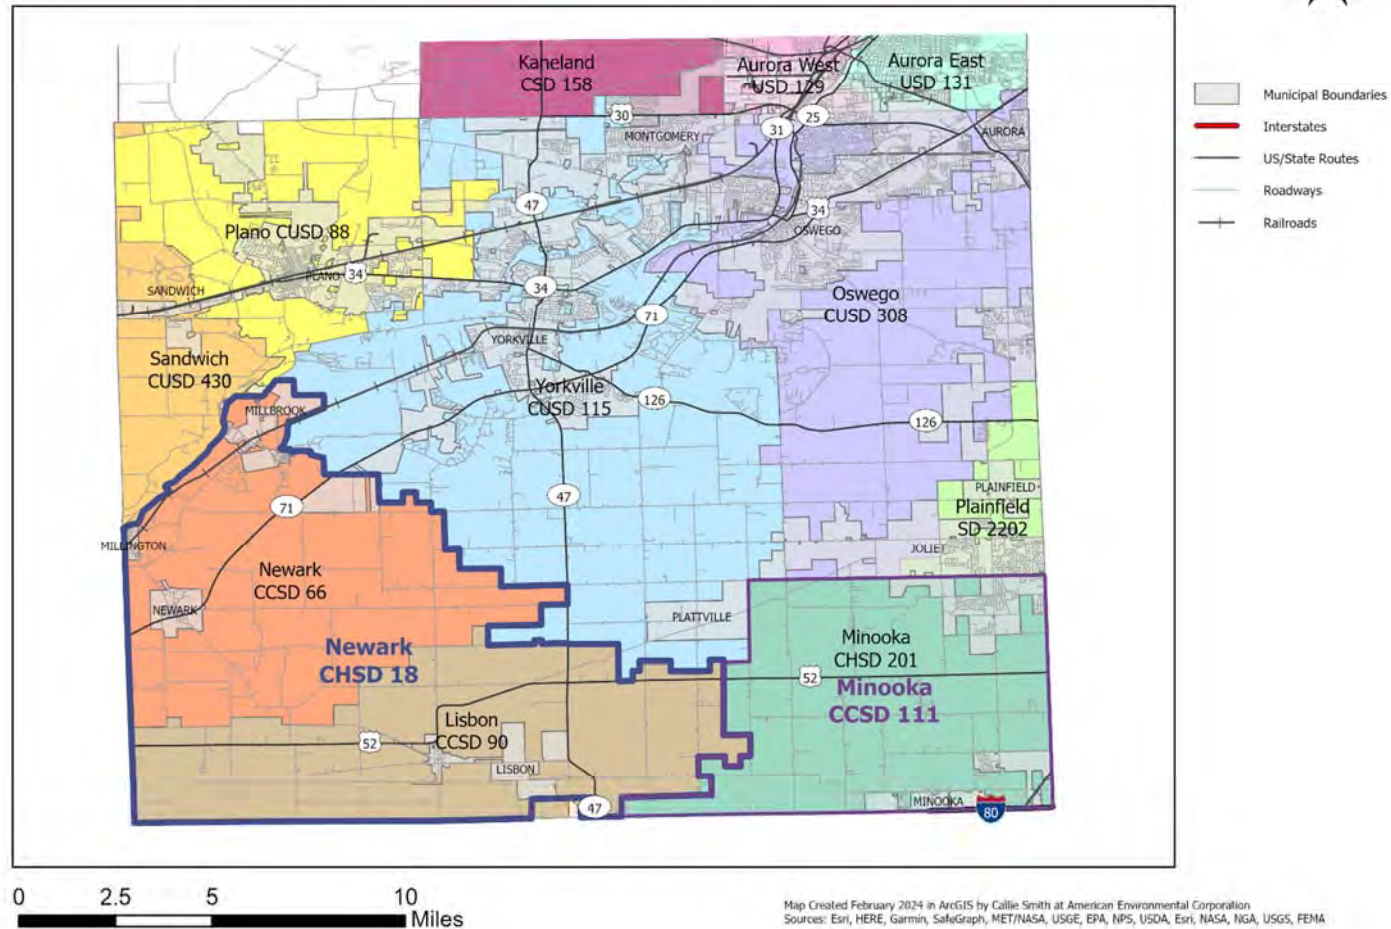 Kaneland
CSD 158
Aurora West
USD 129
Aurora East
USD 131
30
MONTGOMERY
31
25
AURORA
47
34
OSWEGO
Plano CUSD 88
PLANO
34
SANDWICH
34
71
Oswego
CUSD 308
YORKVILLE
Sandwich
CUSD 430
Yorkville
CUSD 115
126
126
MILLBROOK
47
71
PLAINFIELD
Plainfield
SD 2202
MILLINGTON
JOLIET
Newark
CCSD 66
NEWARK
PLATTVILLE
Newark
CHSD 18
Minooka
CHSD 201
52
Minooka
CCSD 111
Lisbon
CCSD 90
52
LISBON
47
MINOOKA
80
Municipal Boundaries
Interstates
US/State Routes
Roadways
Railroads
0 2.5 5 10
Miles
Map Created February 2024 in ArcGIS by Callie Smith at American Environmental Corporation
Sources: Esri, HERE, Garmin, SafeGraph, MET/NASA, USGE, EPA, NPS, USDA, Esri, NASA, NGA, USGS, FEMA